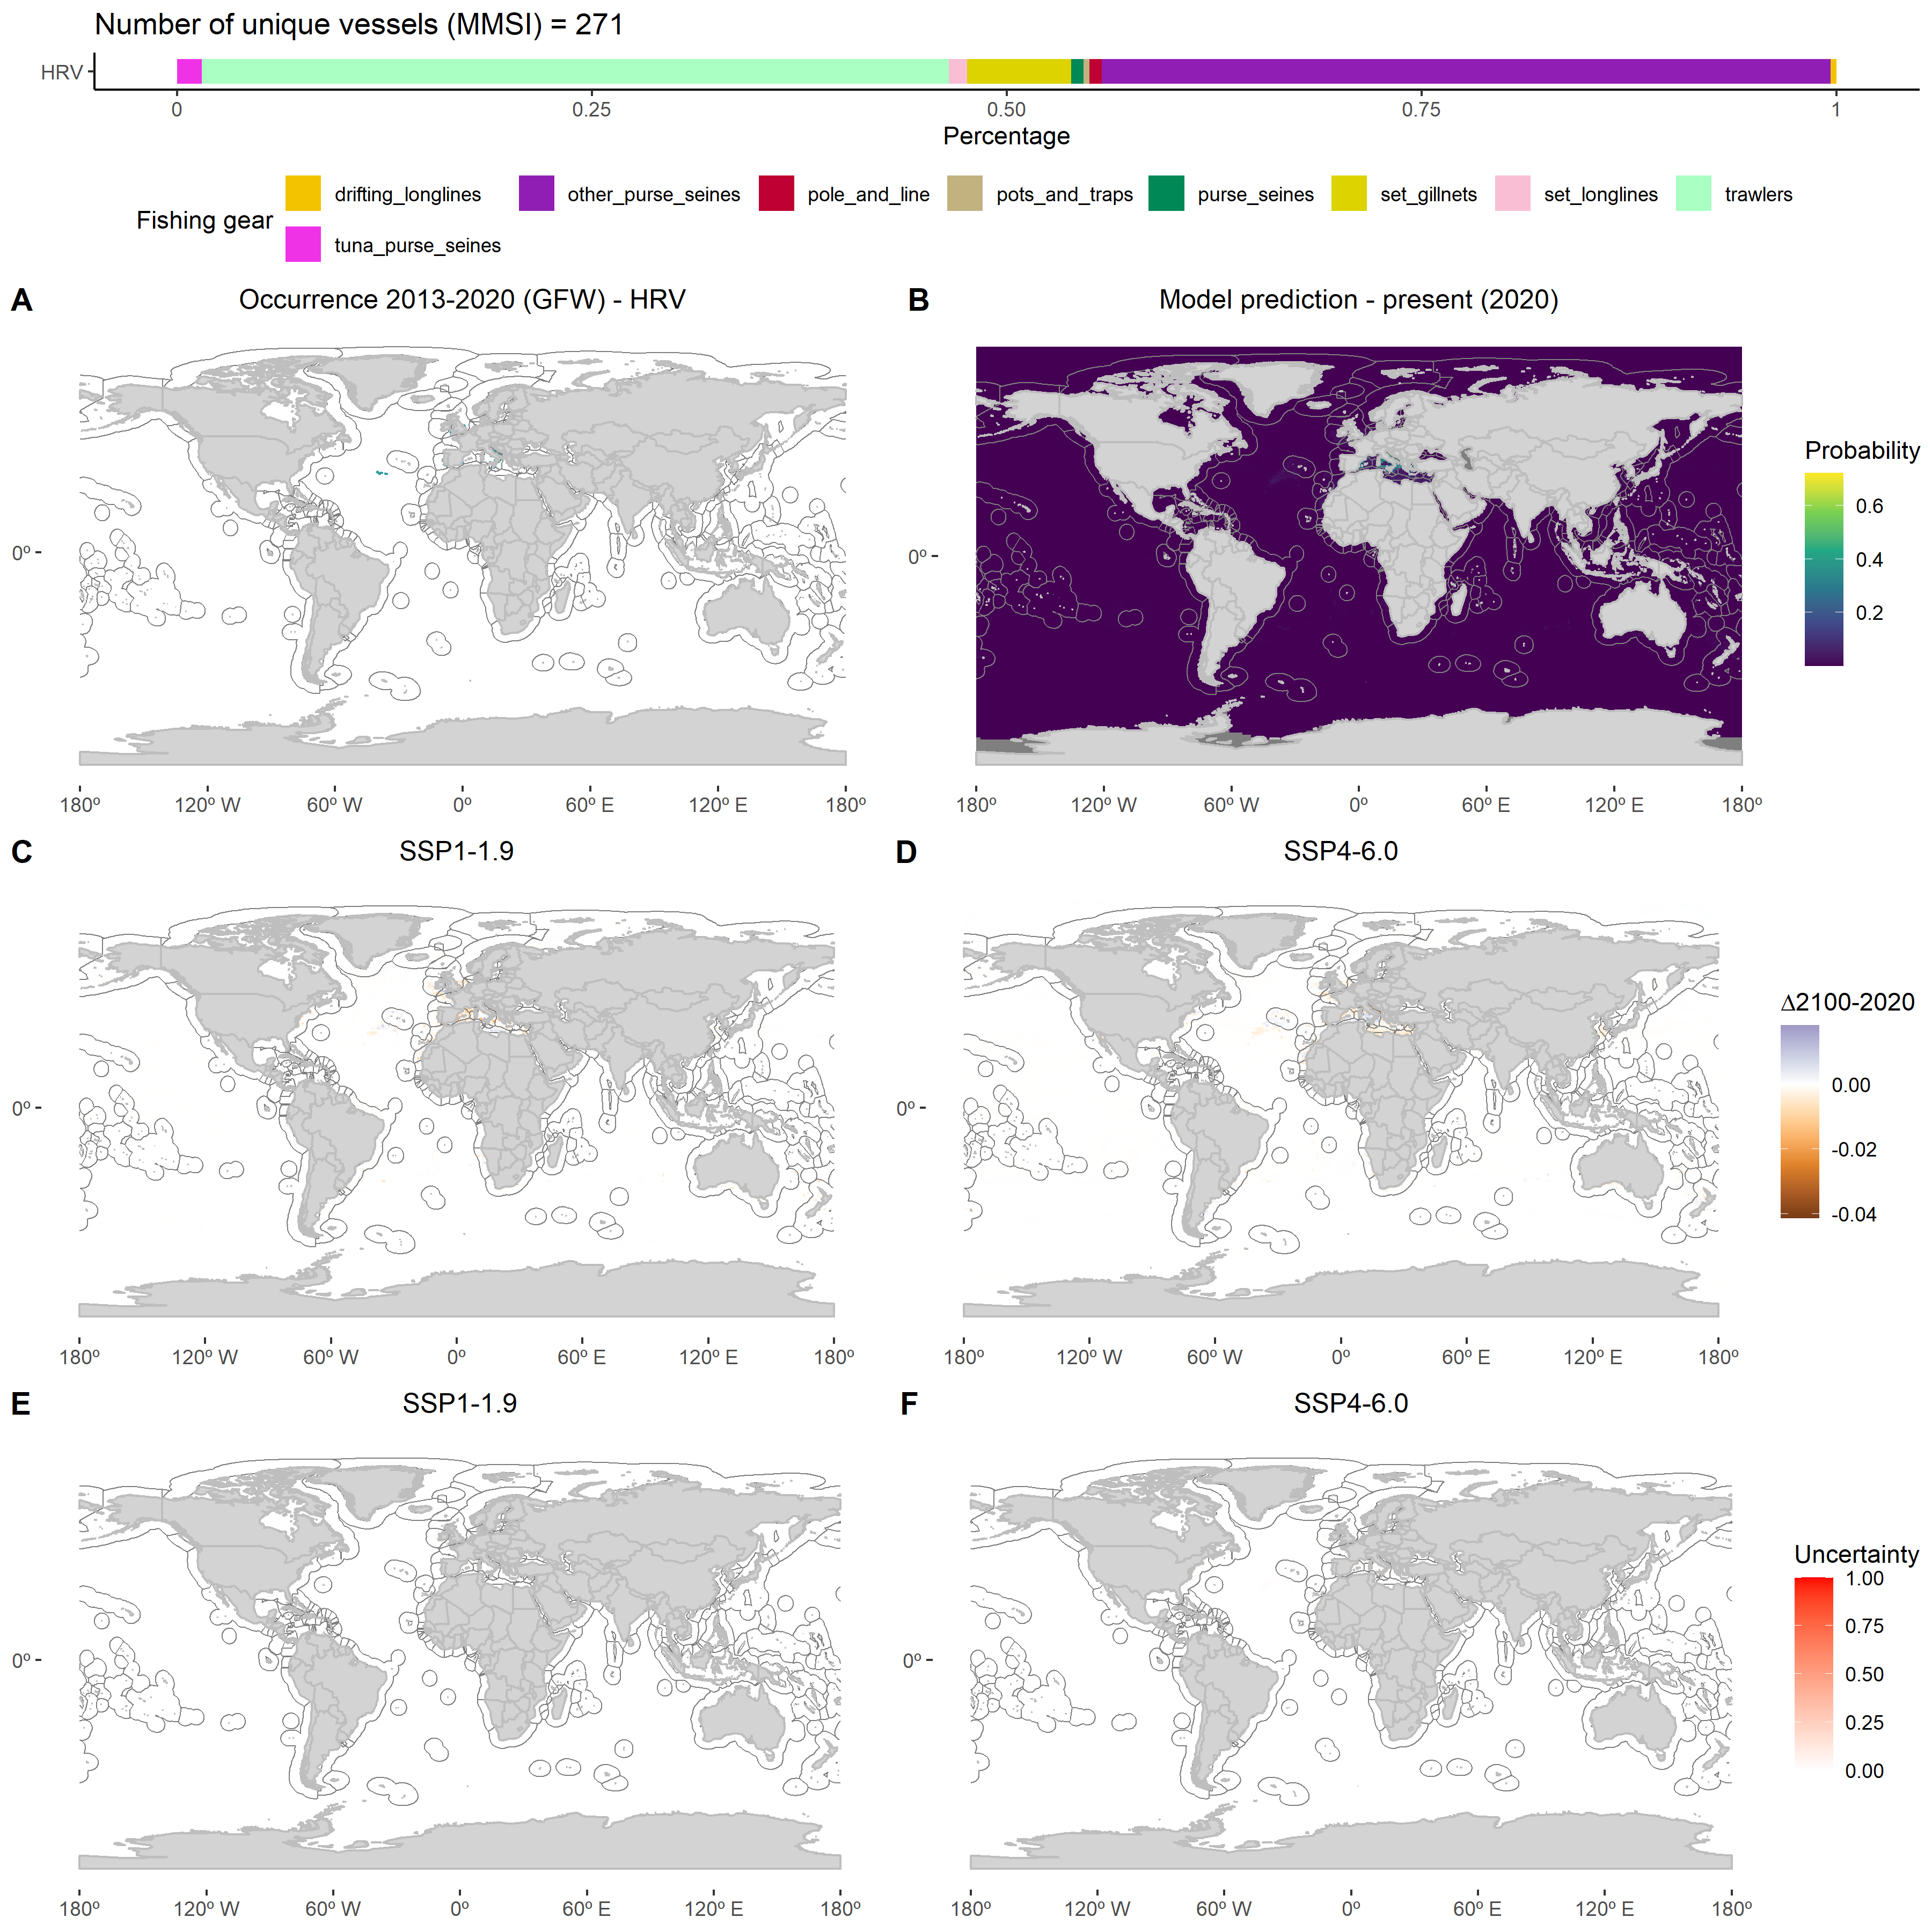 Number of unique vessels (MMSI) = 271
HRV
0 0.25 0.50 0.75 1
Percentage
Fishing gear
drifting_longlines other_purse_seines pole_and_line pots_and_traps purse_seines set_gillnets set_longlines trawlers
tuna_purse_seines
A Occurrence 2013-2020 (GFW) - HRV
0º
180º 120º W 60º W 0º 60º E 120º E 180º
B Model prediction - present (2020)
0º
180º 120º W 60º W 0º 60º E 120º E 180º
Probability
0.6
0.4
0.2
C SSP1-1.9
0º
180º 120º W 60º W 0º 60º E 120º E 180º
D SSP4-6.0
0º
180º 120º W 60º W 0º 60º E 120º E 180º
Δ2100-2020
0.00
-0.02
-0.04
E SSP1-1.9
0º
180º 120º W 60º W 0º 60º E 120º E 180º
F SSP4-6.0
0º
180º 120º W 60º W 0º 60º E 120º E 180º
Uncertainty
1.00
0.75
0.50
0.25
0.00